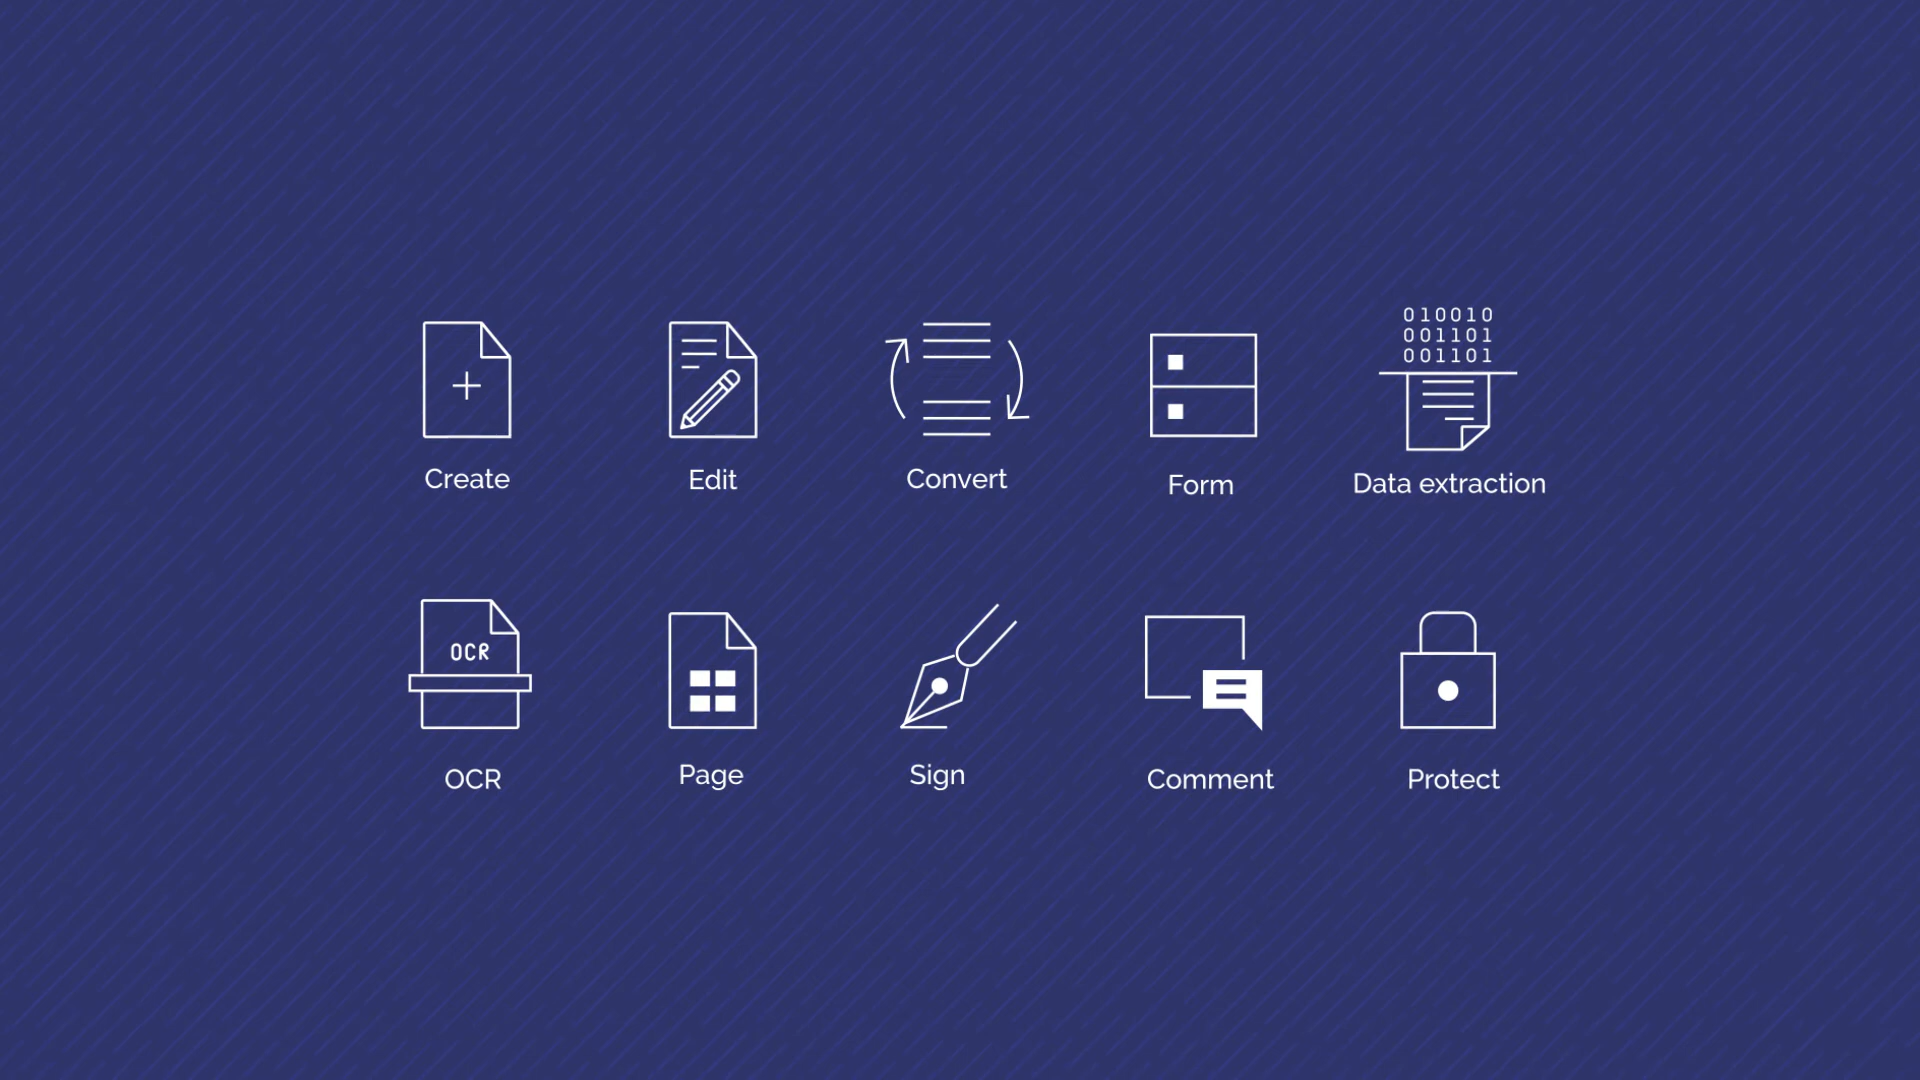 010010
001101
001101
Create
Edit
Convert
Form
Data extraction
OCR
OCR
Page
Sign
Comment
Protect